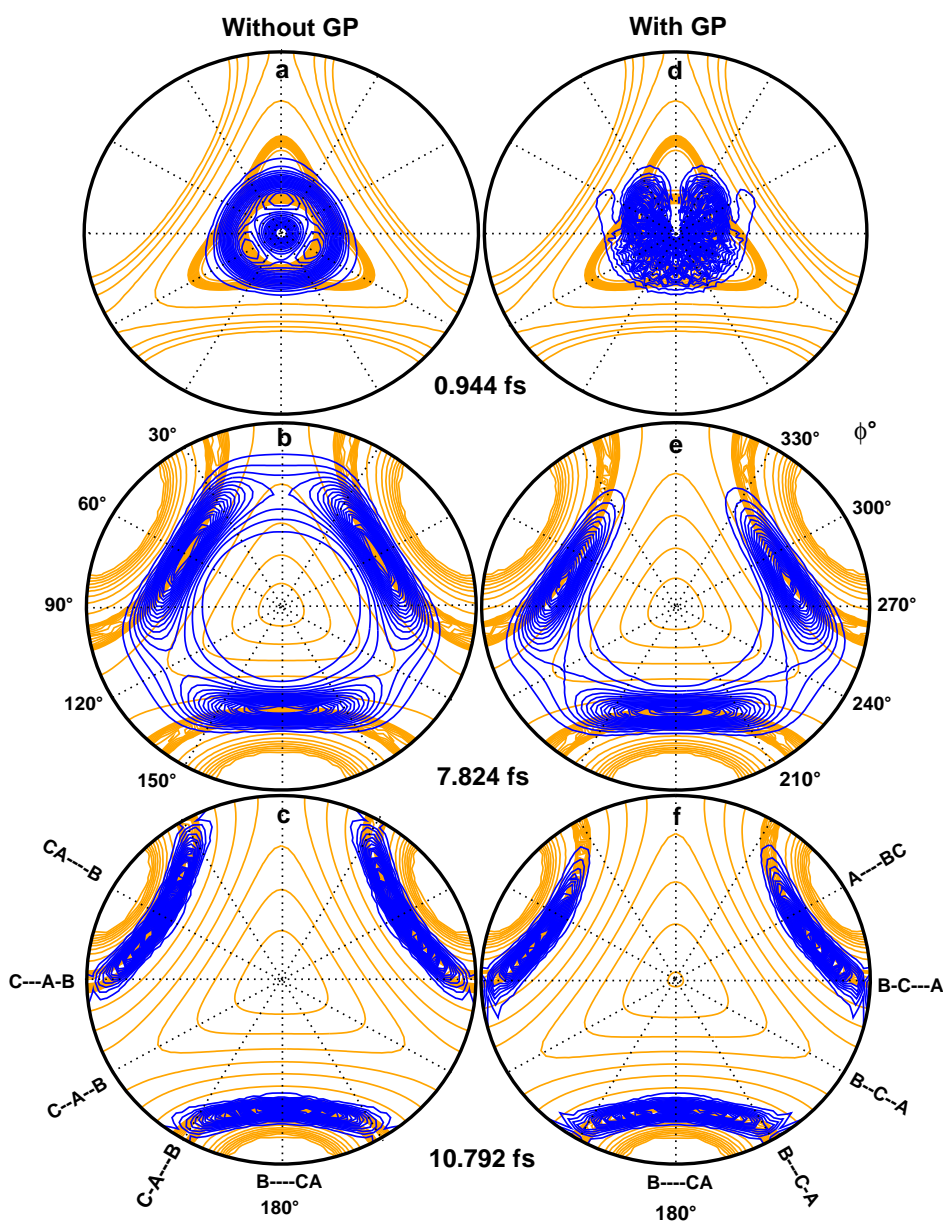 Without GP
With GP
a
d
0.944 fs
30°
b
e
330°
ϕ°
60°
300°
90°
270°
120°
240°
150°
7.824 fs
210°
c
f
CA----B
A----BC
C---A-B
B-C---A
C--A--B
B--C--A
C-A----B
10.792 fs
B---C-A
B----CA
B----CA
180°
180°